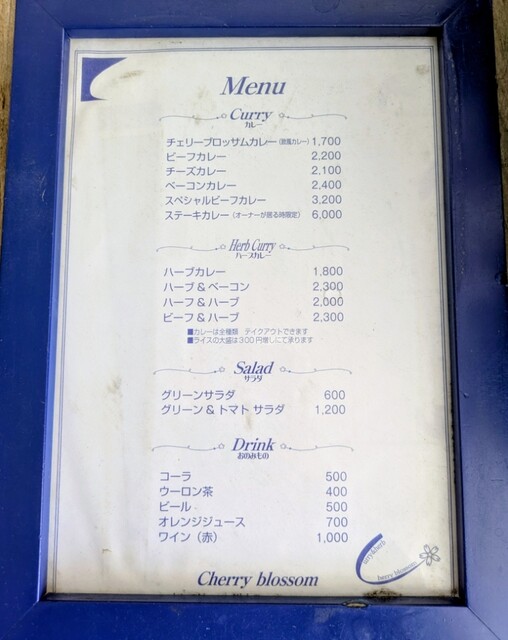 Menu
Curry
カレー
チェリーブロッサムカレー（欧風カレー） 1,700
ビーフカレー 2,200
チーズカレー 2,100
ベーコンカレー 2,400
スペシャルビーフカレー 3,200
ステーキカレー（オーナーが居る時限定） 6,000
Herb Curry
ハーブカレー
ハーブカレー 1,800
ハーブ & ベーコン 2,300
ハーフ & ハーブ 2,000
ビーフ & ハーブ 2,300
■カレーは全種類 テイクアウトできます
■ライスの大盛は300円増しにて承ります
Salad
サラダ
グリーンサラダ 600
グリーン & トマト サラダ 1,200
Drink
おのみもの
コーラ 500
ウーロン茶 400
ビール 500
オレンジジュース 700
ワイン（赤） 1,000
urry&herb
herry blossom
Cherry blossom